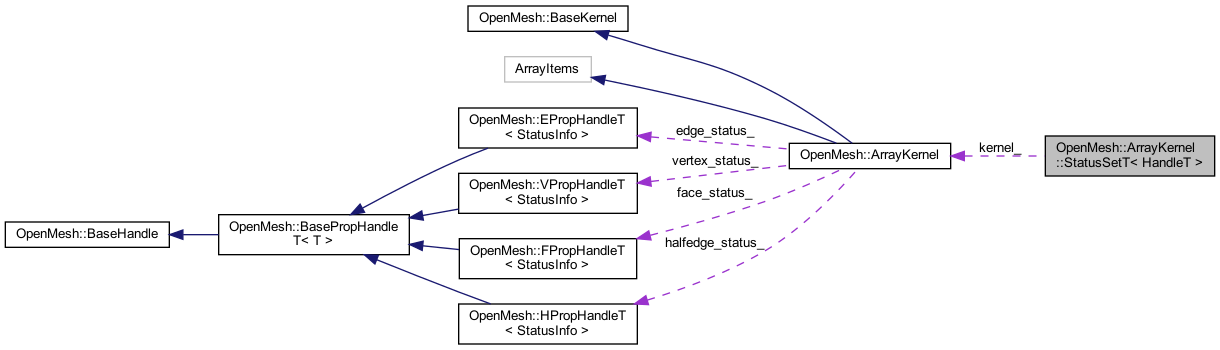 OpenMesh::BaseKernel
ArrayItems
OpenMesh::EPropHandleT
< StatusInfo >
edge_status_
OpenMesh::ArrayKernel
kernel_
OpenMesh::ArrayKernel
::StatusSetT< HandleT >
vertex_status_
OpenMesh::VPropHandleT
< StatusInfo >
face_status_
OpenMesh::BaseHandle
OpenMesh::BasePropHandle
T< T >
OpenMesh::FPropHandleT
< StatusInfo >
halfedge_status_
OpenMesh::HPropHandleT
< StatusInfo >